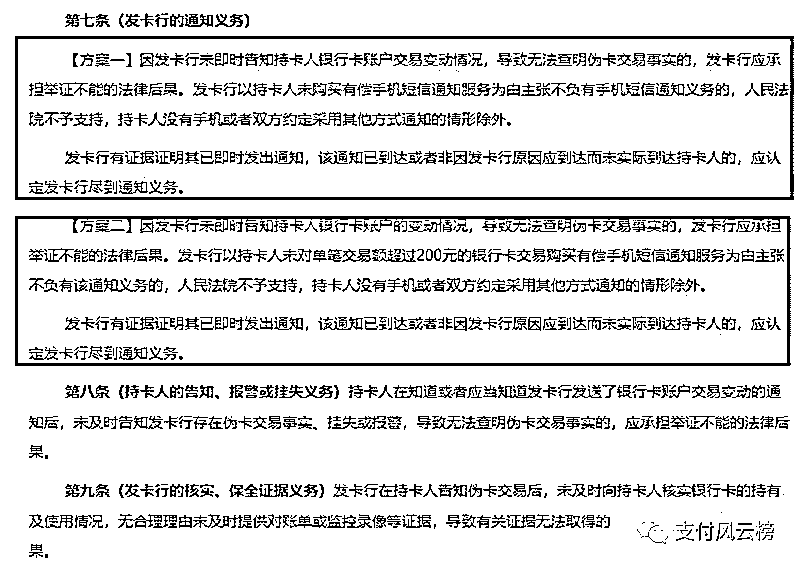 第七条（发卡行的通知义务）
【方案一】因发卡行未即时告知持卡人银行卡账户交易变动情况，导致无法查明伪卡交易事实的，发卡行应承
担举证不能的法律后果。发卡行以持卡人未购买有偿手机短信通知服务为由主张不负有手机短信通知义务的，人民法
院不予支持，持卡人没有手机或者双方约定采用其他方式通知的情形除外。
发卡行有证据证明其已即时发出通知，该通知已到达或者非因发卡行原因应到达而未实际到达持卡人的，应认
定发卡行尽到通知义务。
【方案二】因发卡行未即时告知持卡人银行卡账户的变动情况，导致无法查明伪卡交易事实的，发卡行应承担
举证不能的法律后果。发卡行以持卡人未对单笔交易额超过200元的银行卡交易购买有偿手机短信通知服务为由主张
不负有该通知义务的，人民法院不予支持，持卡人没有手机或者双方约定采用其他方式通知的情形除外。
发卡行有证据证明其已即时发出通知，该通知已到达或者非因发卡行原因应到达而未实际到达持卡人的，应认
定发卡行尽到通知义务。
第八条（持卡人的告知、报警或挂失义务）持卡人在知道或者应当知道发卡行发送了银行卡账户交易变动的通
知后，未及时告知发卡行存在伪卡交易事实、挂失或报警，导致无法查明伪卡交易事实的，应承担举证不能的法律后
果。
第九条（发卡行的核实、保全证据义务）发卡行在持卡人告知伪卡交易后，未及时向持卡人核实银行卡的持有
及使用情况，无合理理由未及时提供对账单或监控录像等证据，导致有关证据无法取得的
果。
支付风云榜